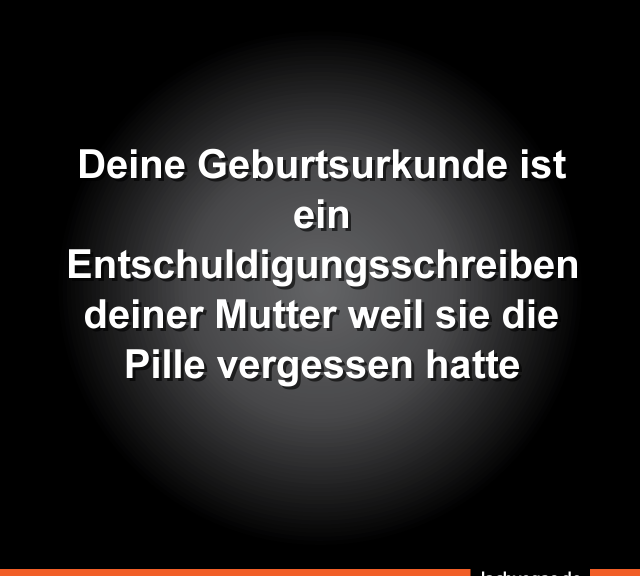 Deine Geburtsurkunde ist
ein
Entschuldigungsschreiben
deiner Mutter weil sie die
Pille vergessen hatte